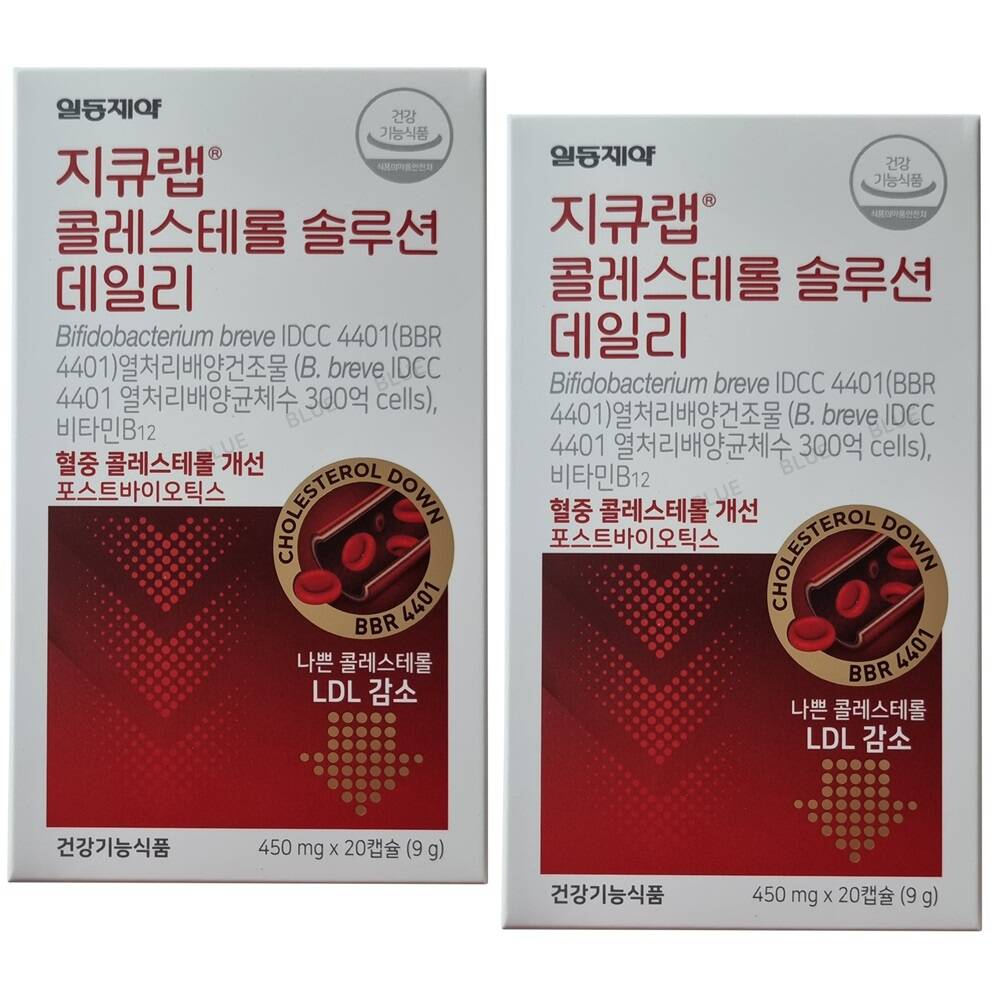 일동제약
건강
기능식품
식품의약품안전처
지큐랩®
콜레스테롤 솔루션
데일리
Bifidobacterium breve IDCC 4401(BBR
4401)열처리배양건조물 (B. breve IDCC
4401 열처리배양균체수 300억 cells),
비타민B12
혈중 콜레스테롤 개선
포스트바이오틱스
CHOLESTEROL DOWN
BBR 4401
나쁜 콜레스테롤
LDL 감소
건강기능식품
450 mg x 20캡슐 (9 g)
BLUE BLUE BLUE
일동제약
건강
기능식품
식품의약품안전처
지큐랩®
콜레스테롤 솔루션
데일리
Bifidobacterium breve IDCC 4401(BBR
4401)열처리배양건조물 (B. breve IDCC
4401 열처리배양균체수 300억 cells),
비타민B12
혈중 콜레스테롤 개선
포스트바이오틱스
CHOLESTEROL DOWN
BBR 4401
나쁜 콜레스테롤
LDL 감소
건강기능식품
450 mg x 20캡슐 (9 g)
BLUE BLUE BLUE